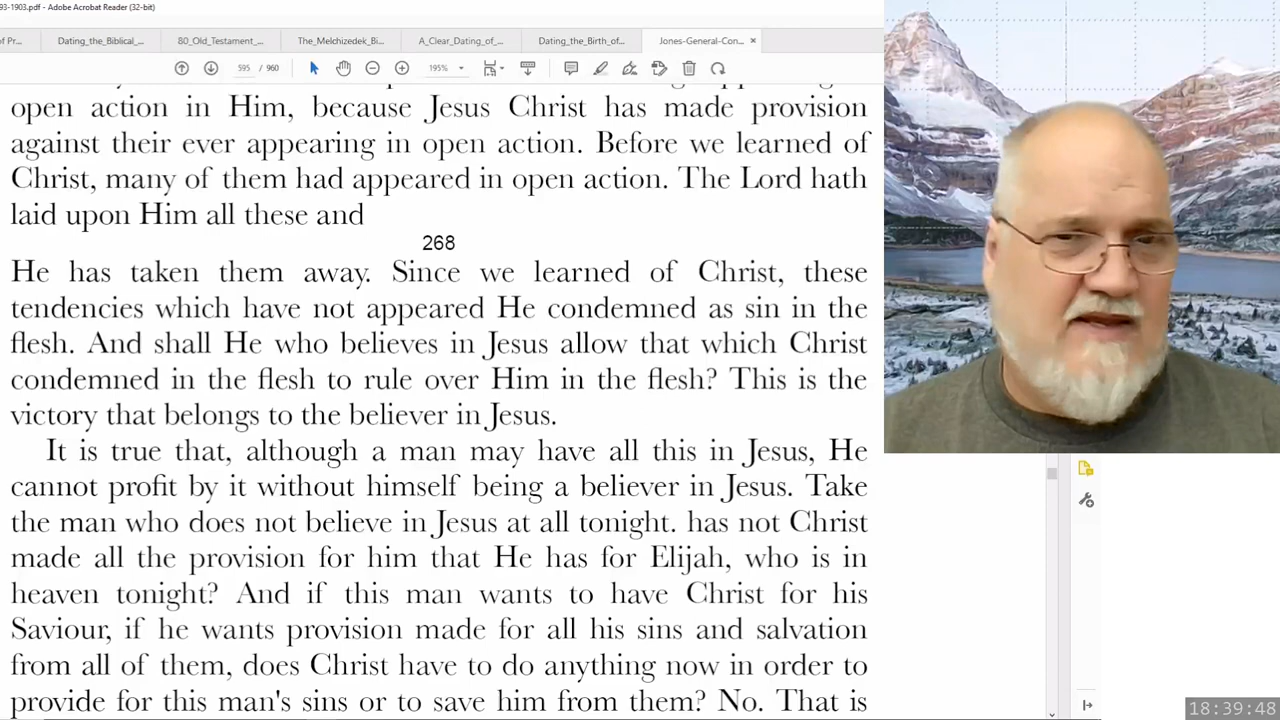 93-1903.pdf - Adobe Acrobat Reader (32-bit)
of Pr... Dating_the_Biblical_... 80_Old_Testament_... The_Melchizedek_Bi... A_Clear_Dating_of_... Dating_the_Birth_of... Jones-General-Con... ×
595 / 960 195%
open action in Him, because Jesus Christ has made provision
against their ever appearing in open action. Before we learned of
Christ, many of them had appeared in open action. The Lord hath
laid upon Him all these and
268
He has taken them away. Since we learned of Christ, these
tendencies which have not appeared He condemned as sin in the
flesh. And shall He who believes in Jesus allow that which Christ
condemned in the flesh to rule over Him in the flesh? This is the
victory that belongs to the believer in Jesus.
It is true that, although a man may have all this in Jesus, He
cannot profit by it without himself being a believer in Jesus. Take
the man who does not believe in Jesus at all tonight. has not Christ
made all the provision for him that He has for Elijah, who is in
heaven tonight? And if this man wants to have Christ for his
Saviour, if he wants provision made for all his sins and salvation
from all of them, does Christ have to do anything now in order to
provide for this man's sins or to save him from them? No. That is
18:39:48